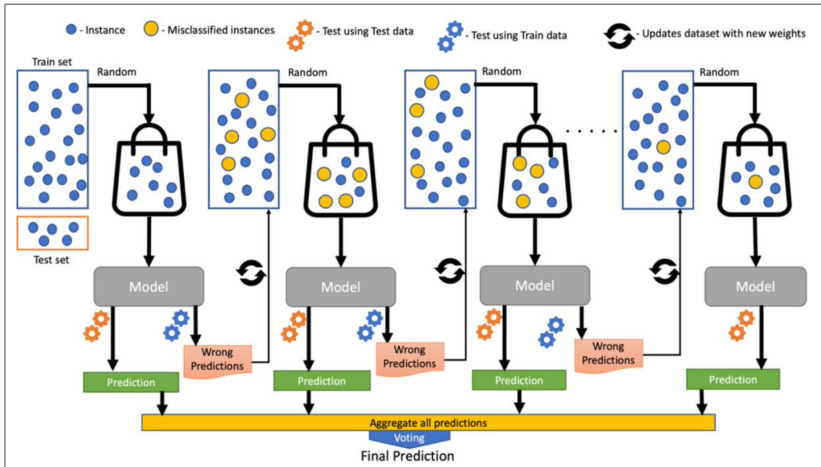 - Instance
- Misclassified instances
- Test using Test data
- Test using Train data
- Updates dataset with new weights
Train set
Random
Random
Random
Random
Test set
Model
Model
Model
Model
Wrong
Predictions
Wrong
Predictions
Wrong
Predictions
Prediction
Prediction
Prediction
Prediction
Aggregate all predictions
Voting
Final Prediction